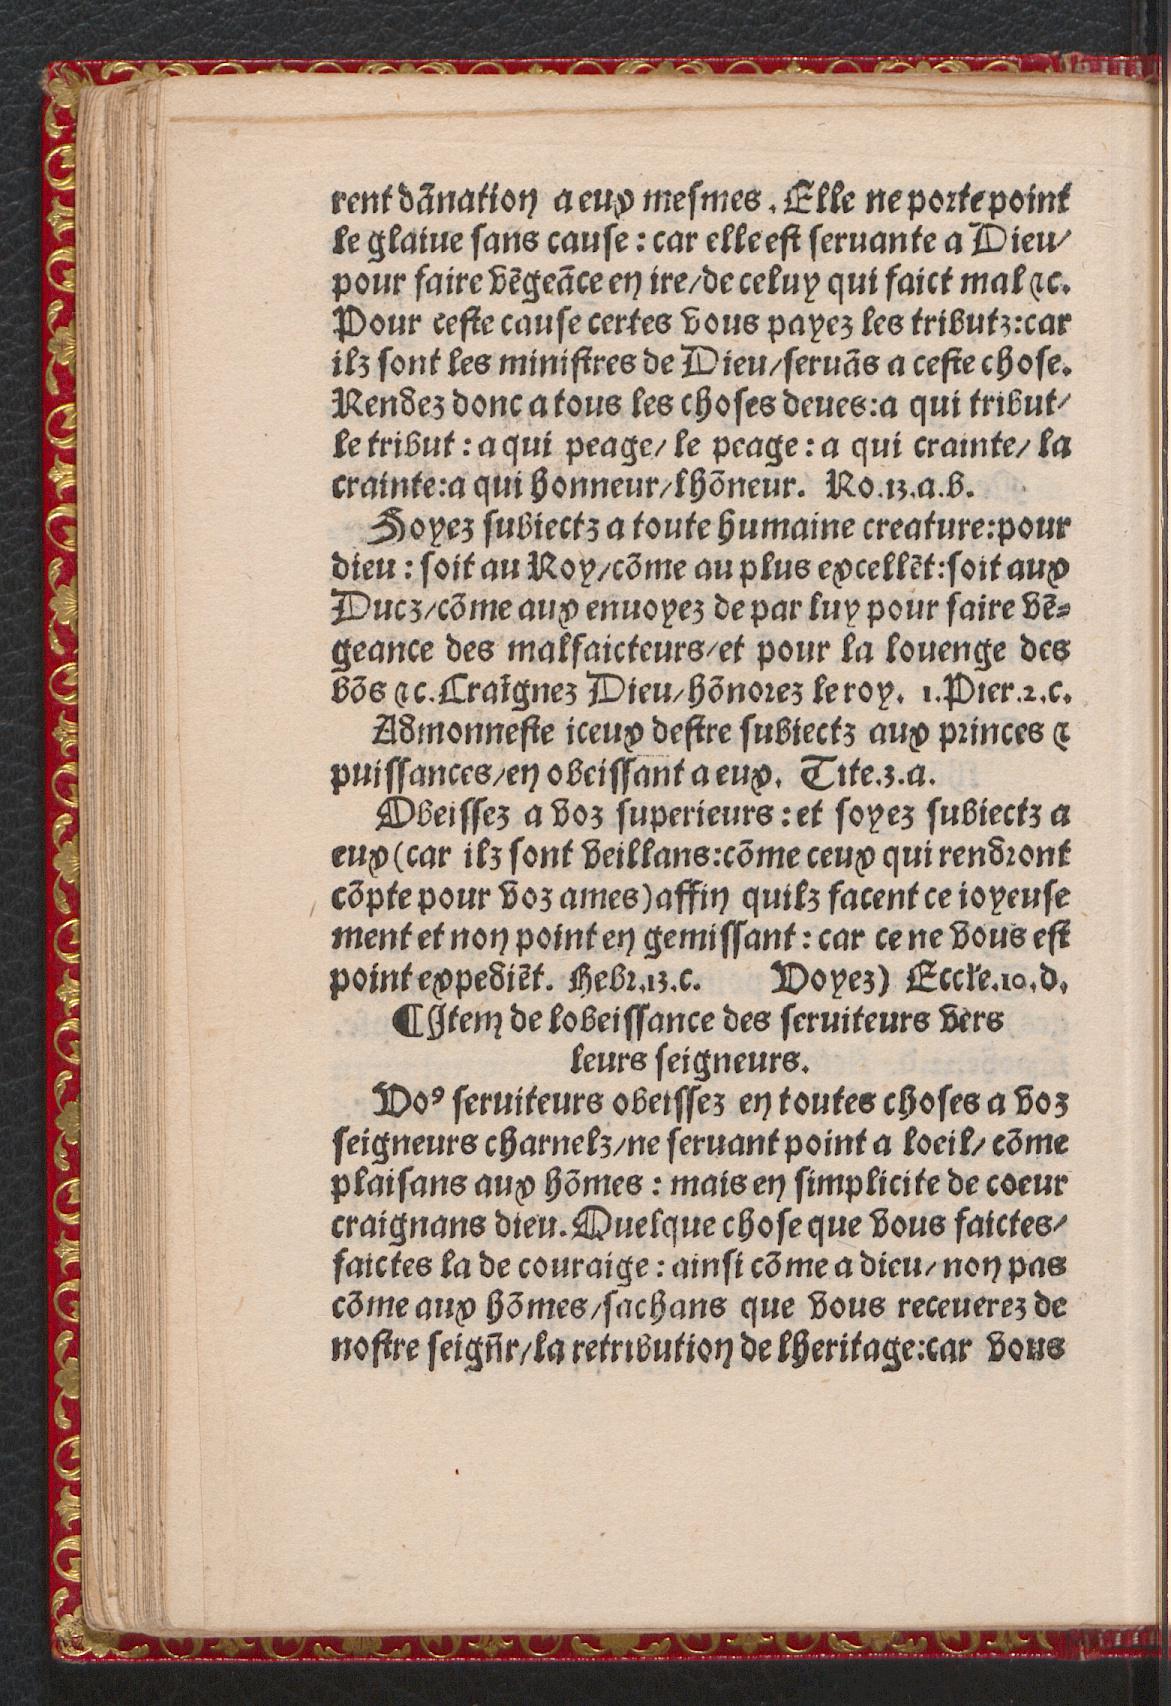 rent dānation a eux mesmes. Elle ne porte point
le glaiue sans cause : car elle est seruante a Dieu/
pour faire vēgeāce en ire/de celuy qui faict mal ⁊c.
Pour ceste cause certes vous payez les tributz:car
ilz sont les ministres de Dieu/seruās a ceste chose.
Rendez donc a tous les choses deues:a qui tribut/
le tribut : a qui peage/ le peage : a qui crainte/ la
crainte:a qui honneur/lhōneur. Ro.13.a.b.
Soyez subiectz a toute humaine creature:pour
dieu : soit au Roy/cōme au plus excellēt:soit aux
Ducz/cōme aux enuoyez de par luy pour faire vē-
geance des malfaicteurs/et pour la louenge des
bōs ⁊c. Craīgnez Dieu/hōnorez le roy. 1.Pier.2.c.
Admonneste iceux destre subiectz aux princes ⁊
puissances/en obeissant a eux. Tite.3.a.
Obeissez a voz superieurs : et soyez subiectz a
eux (car ilz sont veillans:cōme ceux qui rendront
cōpte pour voz ames) affin quilz facent ce ioyeuse
ment et non point en gemissant : car ce ne vous est
point expediēt. Hebr.13.c. Voyez) Eccłe.10.d.
¶ Item de lobeissance des seruiteurs vers
leurs seigneurs.
Voꝰ seruiteurs obeissez en toutes choses a voz
seigneurs charnelz/ne seruant point a loeil/ cōme
plaisans aux hōmes : mais en simplicite de coeur
craignans dieu. Quelque chose que vous faictes/
faictes la de couraige : ainsi cōme a dieu/ non pas
cōme aux hōmes/sachans que vous receuerez de
nostre seign̄r/la retribution de lheritage:car vous